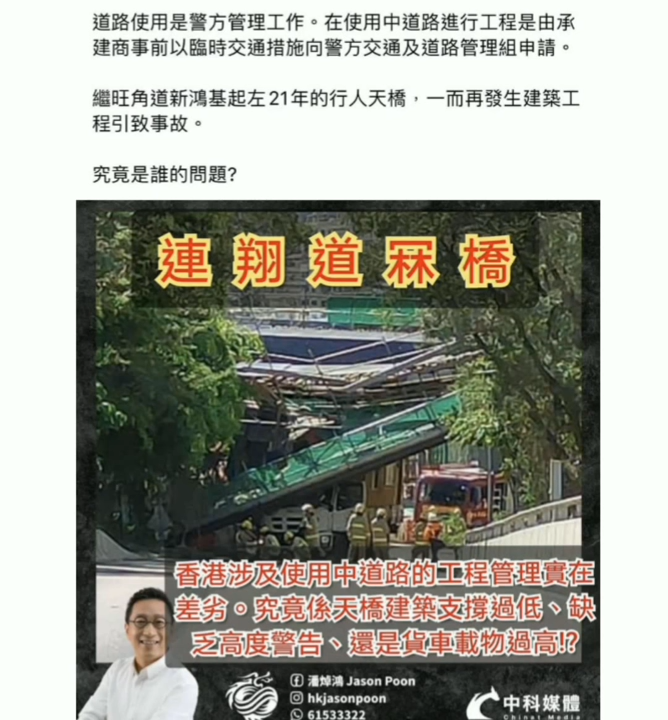 道路使用是警方管理工作。在使用中道路進行工程是由承
建商事前以臨時交通措施向警方交通及道路管理組申請。
繼旺角道新鴻基起左21年的行人天橋，一而再發生建築工
程引致事故。
究竟是誰的問題?
連翔道冧橋
香港涉及使用中道路的工程管理實在
差劣。究竟係天橋建築支撐過低、缺
乏高度警告、還是貨車載物過高!?
潘焯鴻 Jason Poon
hkjasonpoon
61533322
中科媒體
China Media